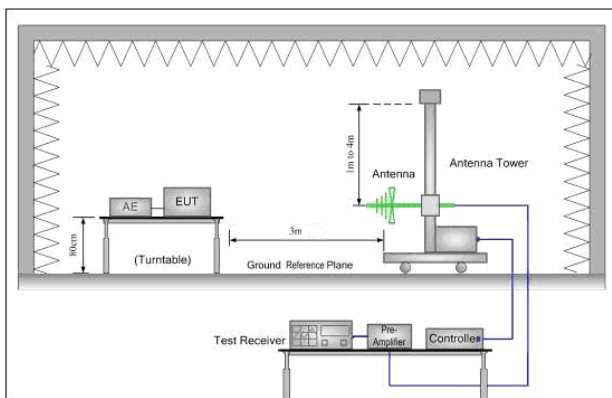 1m to 4m
Antenna
Antenna Tower
AE
EUT
80cm
(Turntable)
3m
Ground Reference Plane
Test Receiver
Pre-
Amplifier
Controller